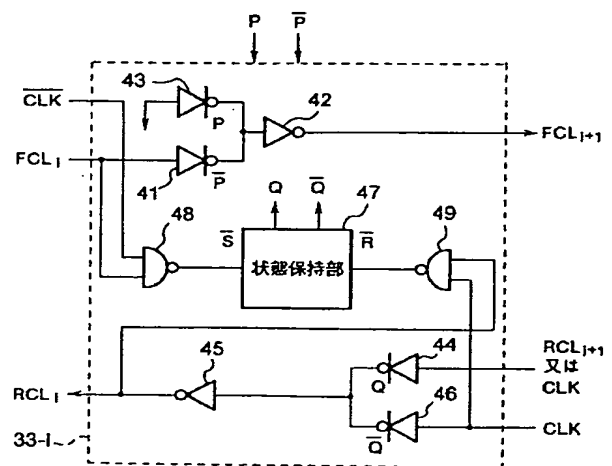 P P̅
C̅L̅K̅
43
P
42
FCLi
41
P̅
FCLi+1
48
S̅
Q Q̅
47
状態保持部
R̅
49
RCLi
45
44
Q
RCLi+1
又は
CLK
46
Q̅
CLK
33-i